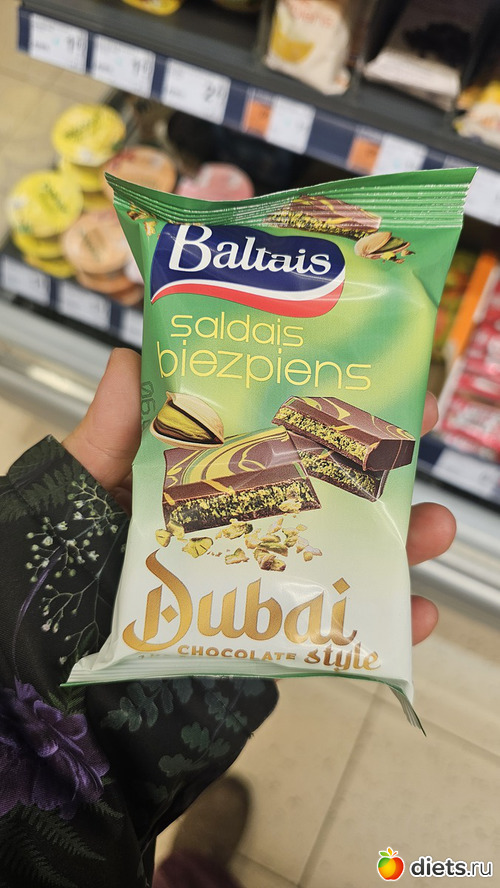 Baltais
saldais
biezpiens
Dubai
CHOCOLATE style
diets.ru